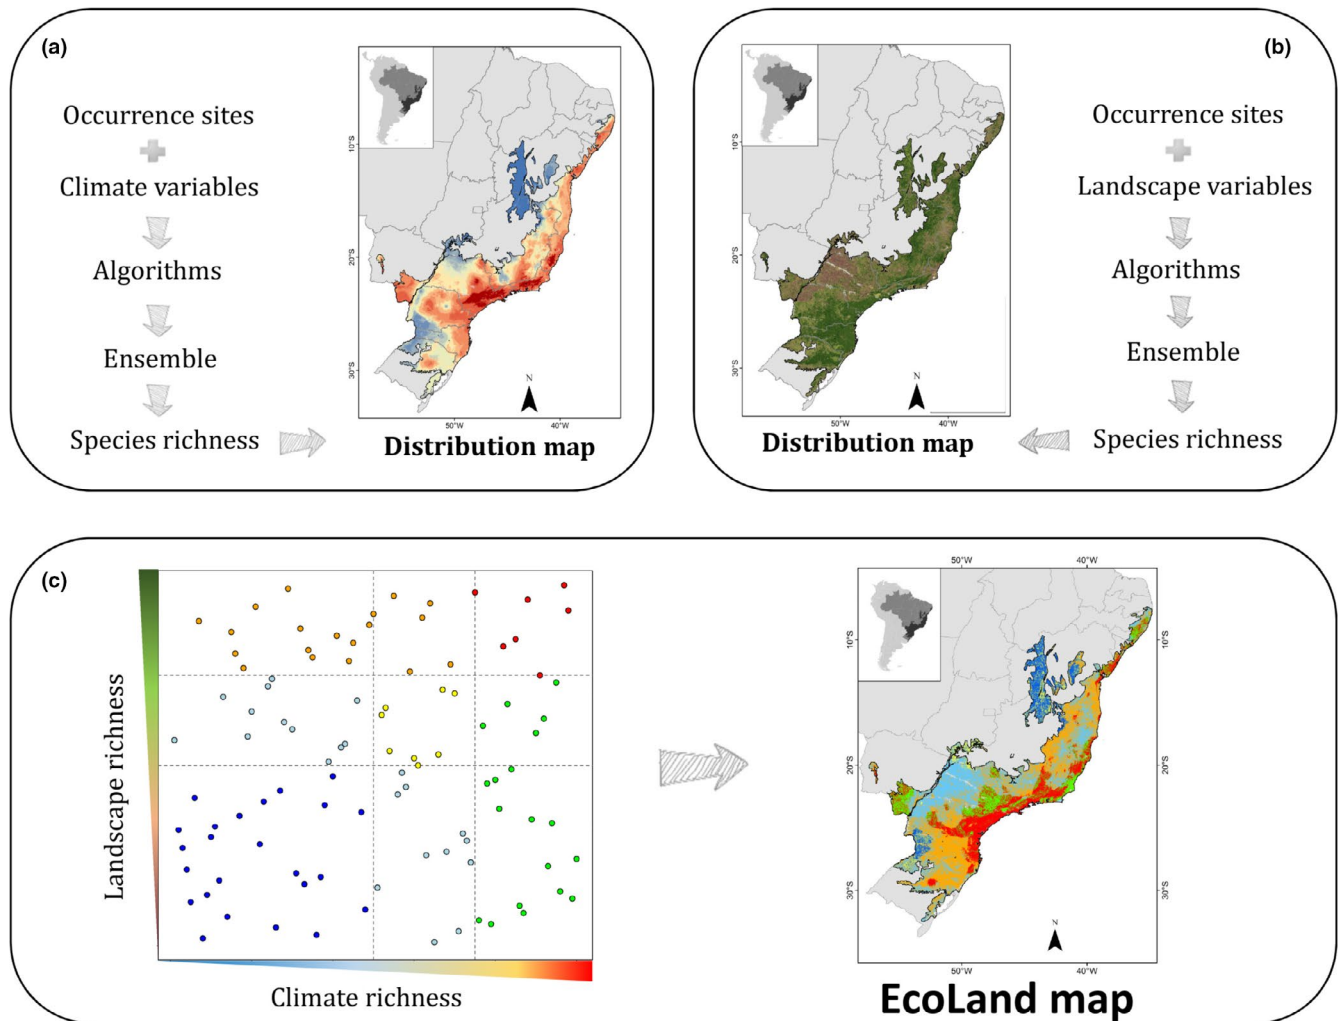 (a)
Occurrence sites
Climate variables
Algorithms
Ensemble
Species richness
10°S
20°S
30°S
N
50°W
40°W
Distribution map
(b)
Occurrence sites
Landscape variables
Algorithms
Ensemble
Species richness
10°S
20°S
30°S
N
50°W
40°W
Distribution map
(c)
Landscape richness
Climate richness
50°W
40°W
10°S
10°S
20°S
20°S
30°S
30°S
N
50°W
40°W
EcoLand map